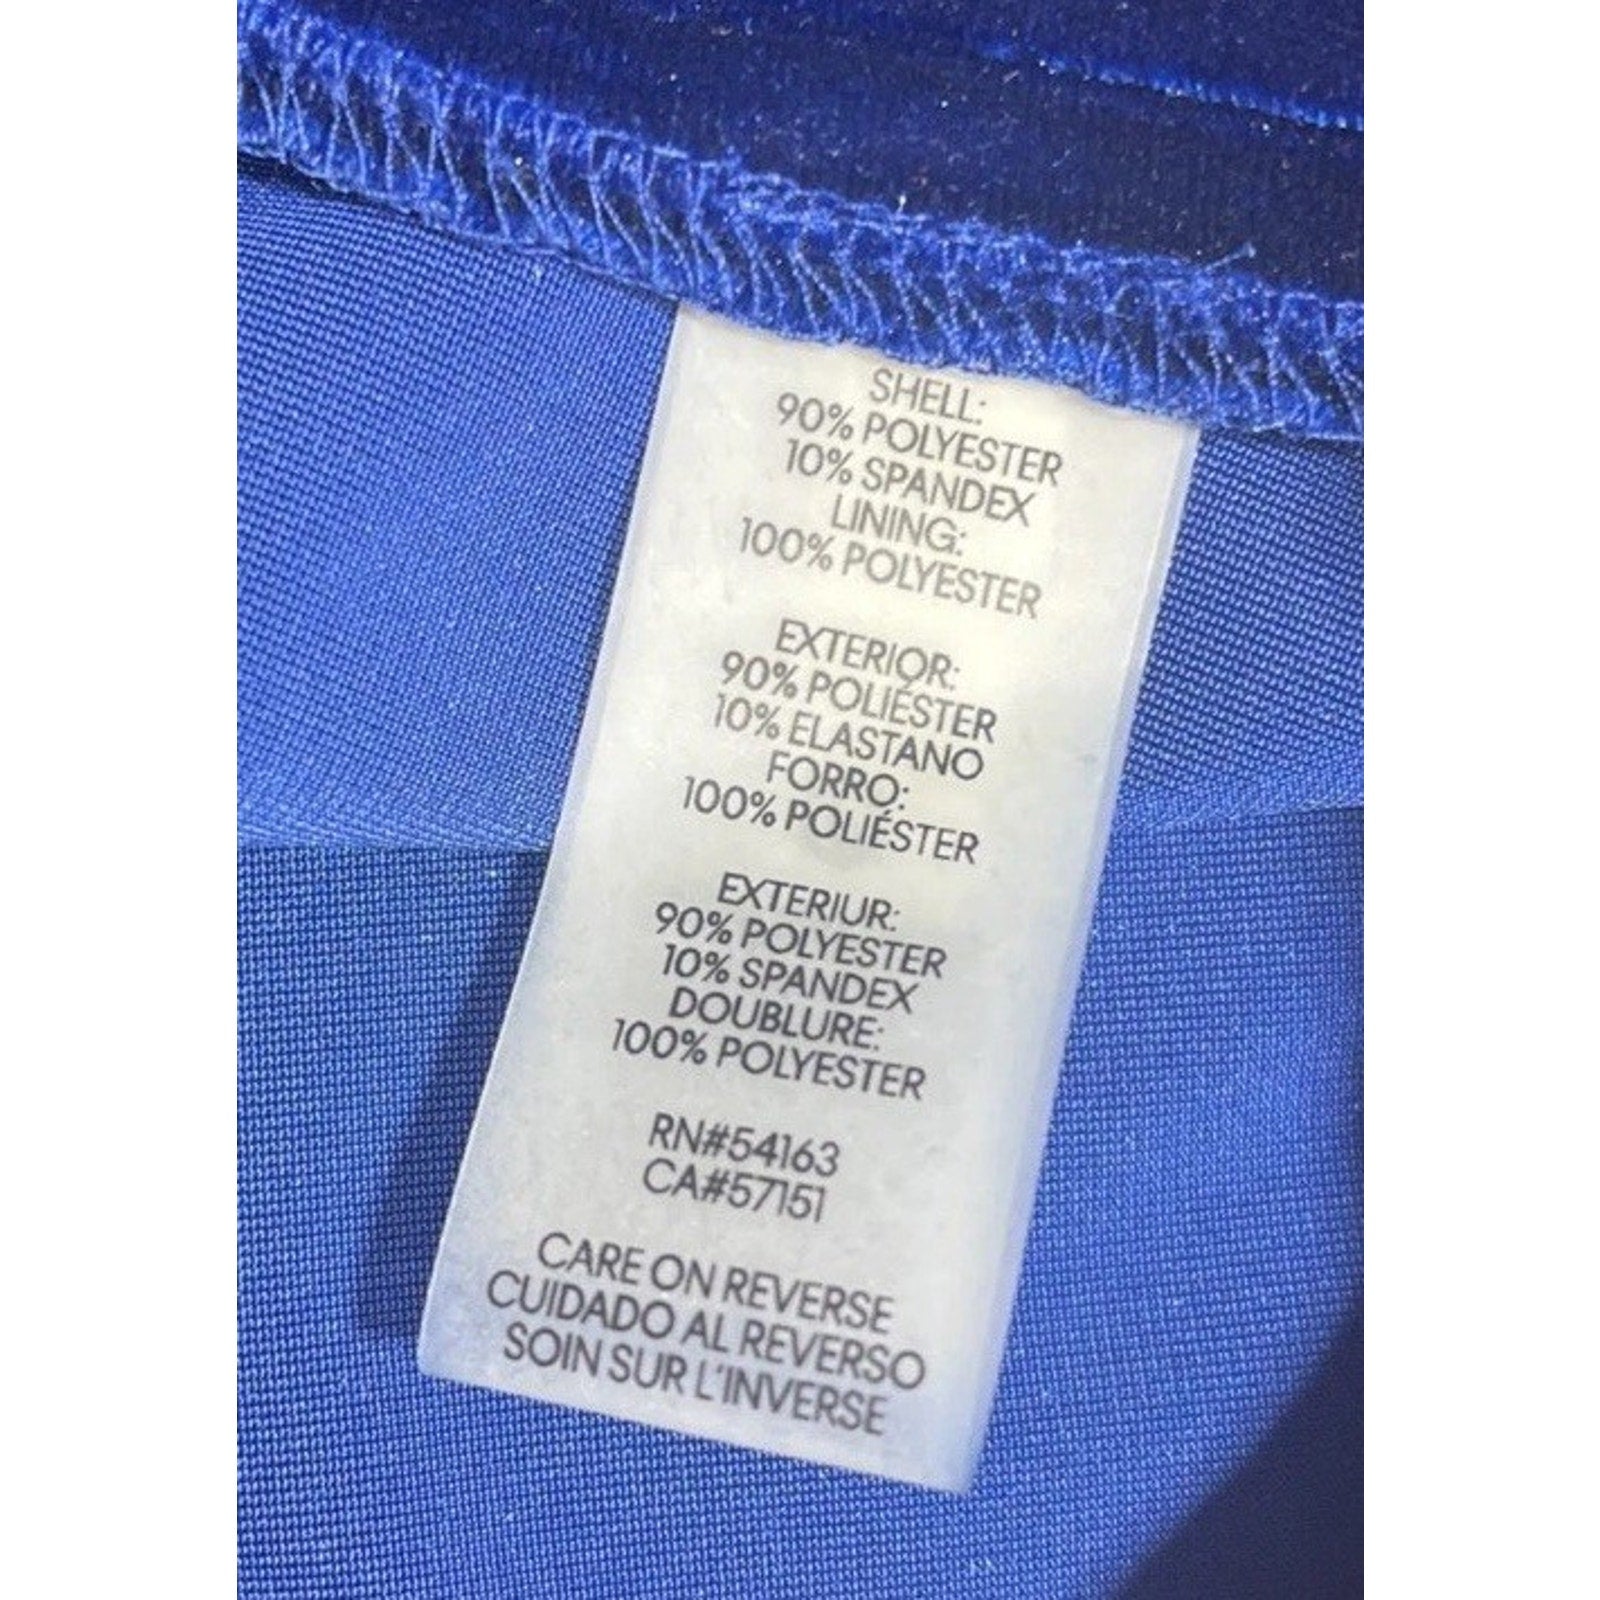 SHELL:
90% POLYESTER
10% SPANDEX
LINING:
100% POLYESTER
EXTERIOR:
90% POLIÉSTER
10% ELASTANO
FORRO:
100% POLIÉSTER
EXTERIUR:
90% POLYESTER
10% SPANDEX
DOUBLURE:
100% POLYESTER
RN#54163
CA#57151
CARE ON REVERSE
CUIDADO AL REVERSO
SOIN SUR L'INVERSE